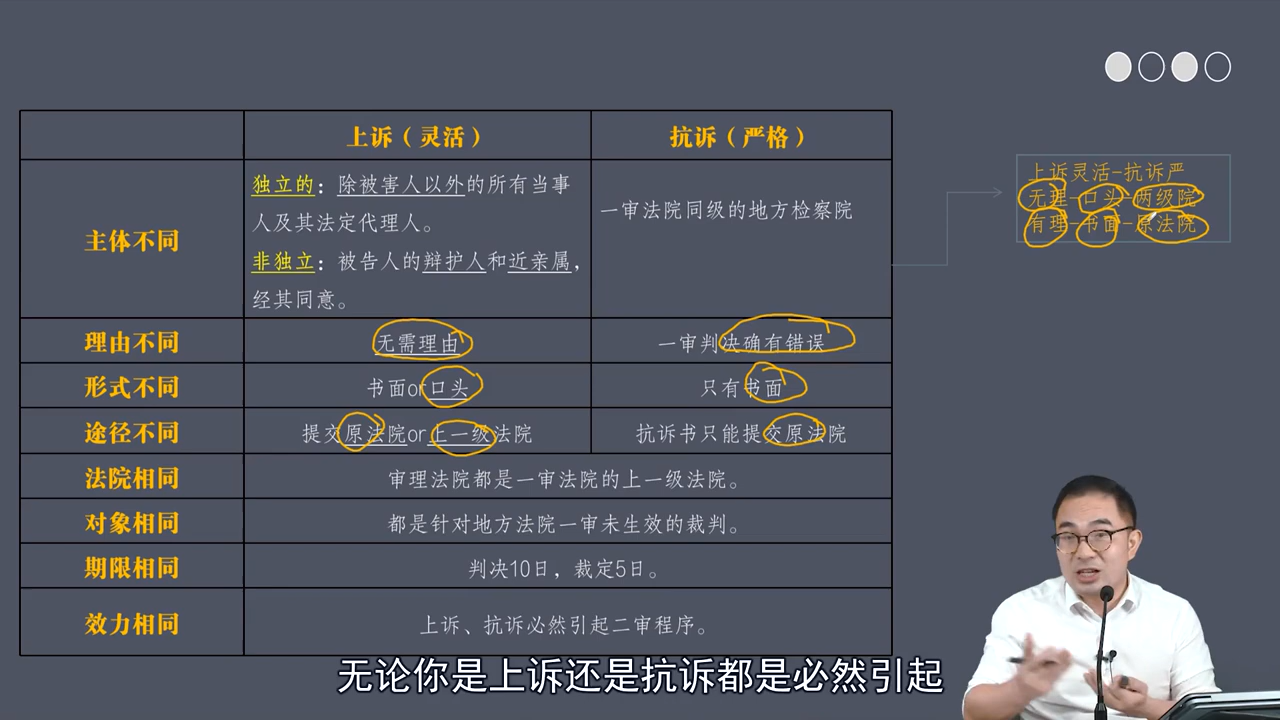 上诉（灵活）
抗诉（严格）
主体不同
独立的：除被害人以外的所有当事
人及其法定代理人。
非独立：被告人的辩护人和近亲属，
经其同意。
一审法院同级的地方检察院
理由不同
无需理由
一审判决确有错误
形式不同
书面or口头
只有书面
途径不同
提交原法院or上一级法院
抗诉书只能提交原法院
法院相同
审理法院都是一审法院的上一级法院。
对象相同
都是针对地方法院一审未生效的裁判。
期限相同
判决10日，裁定5日。
效力相同
上诉、抗诉必然引起二审程序。
上诉灵活-抗诉严
无理-口头-两级院
有理-书面-原法院
无论你是上诉还是抗诉都是必然引起